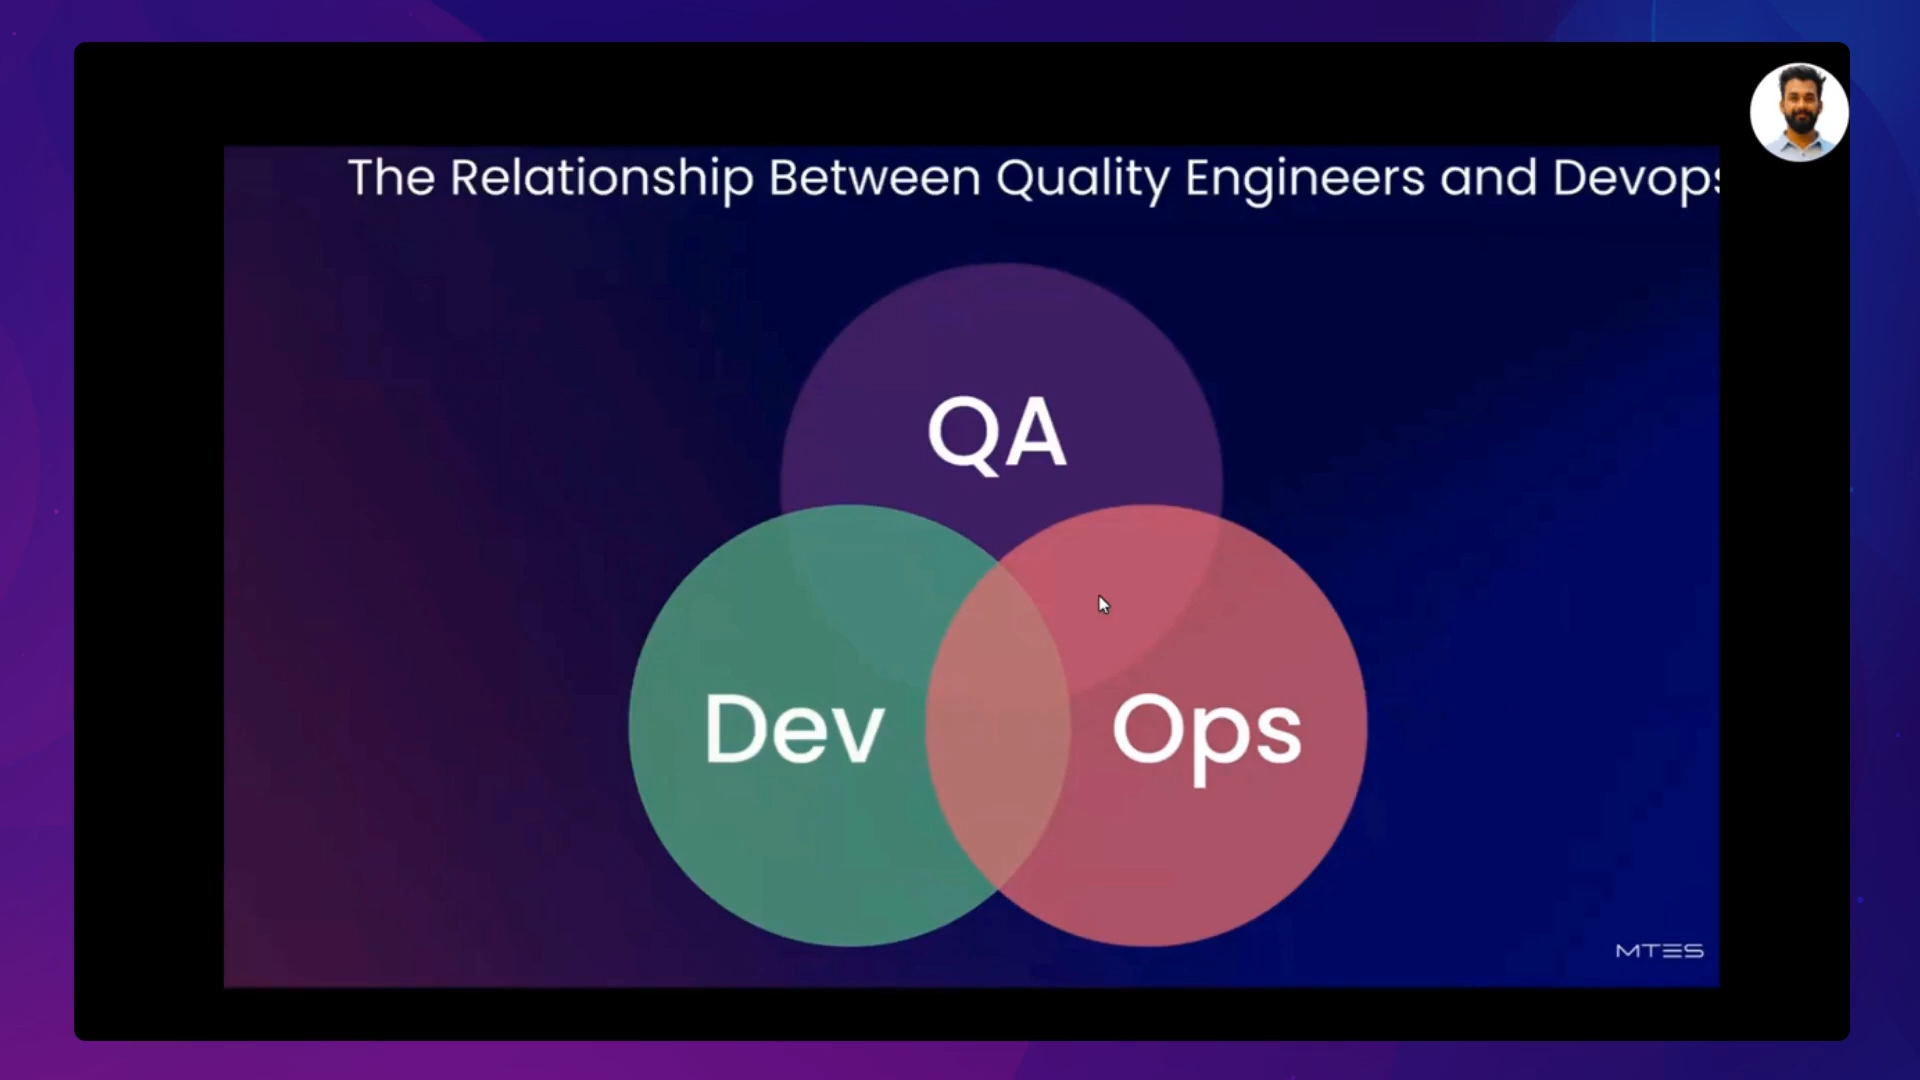 The Relationship Between Quality Engineers and Devops
QA
Dev
Ops
MTES